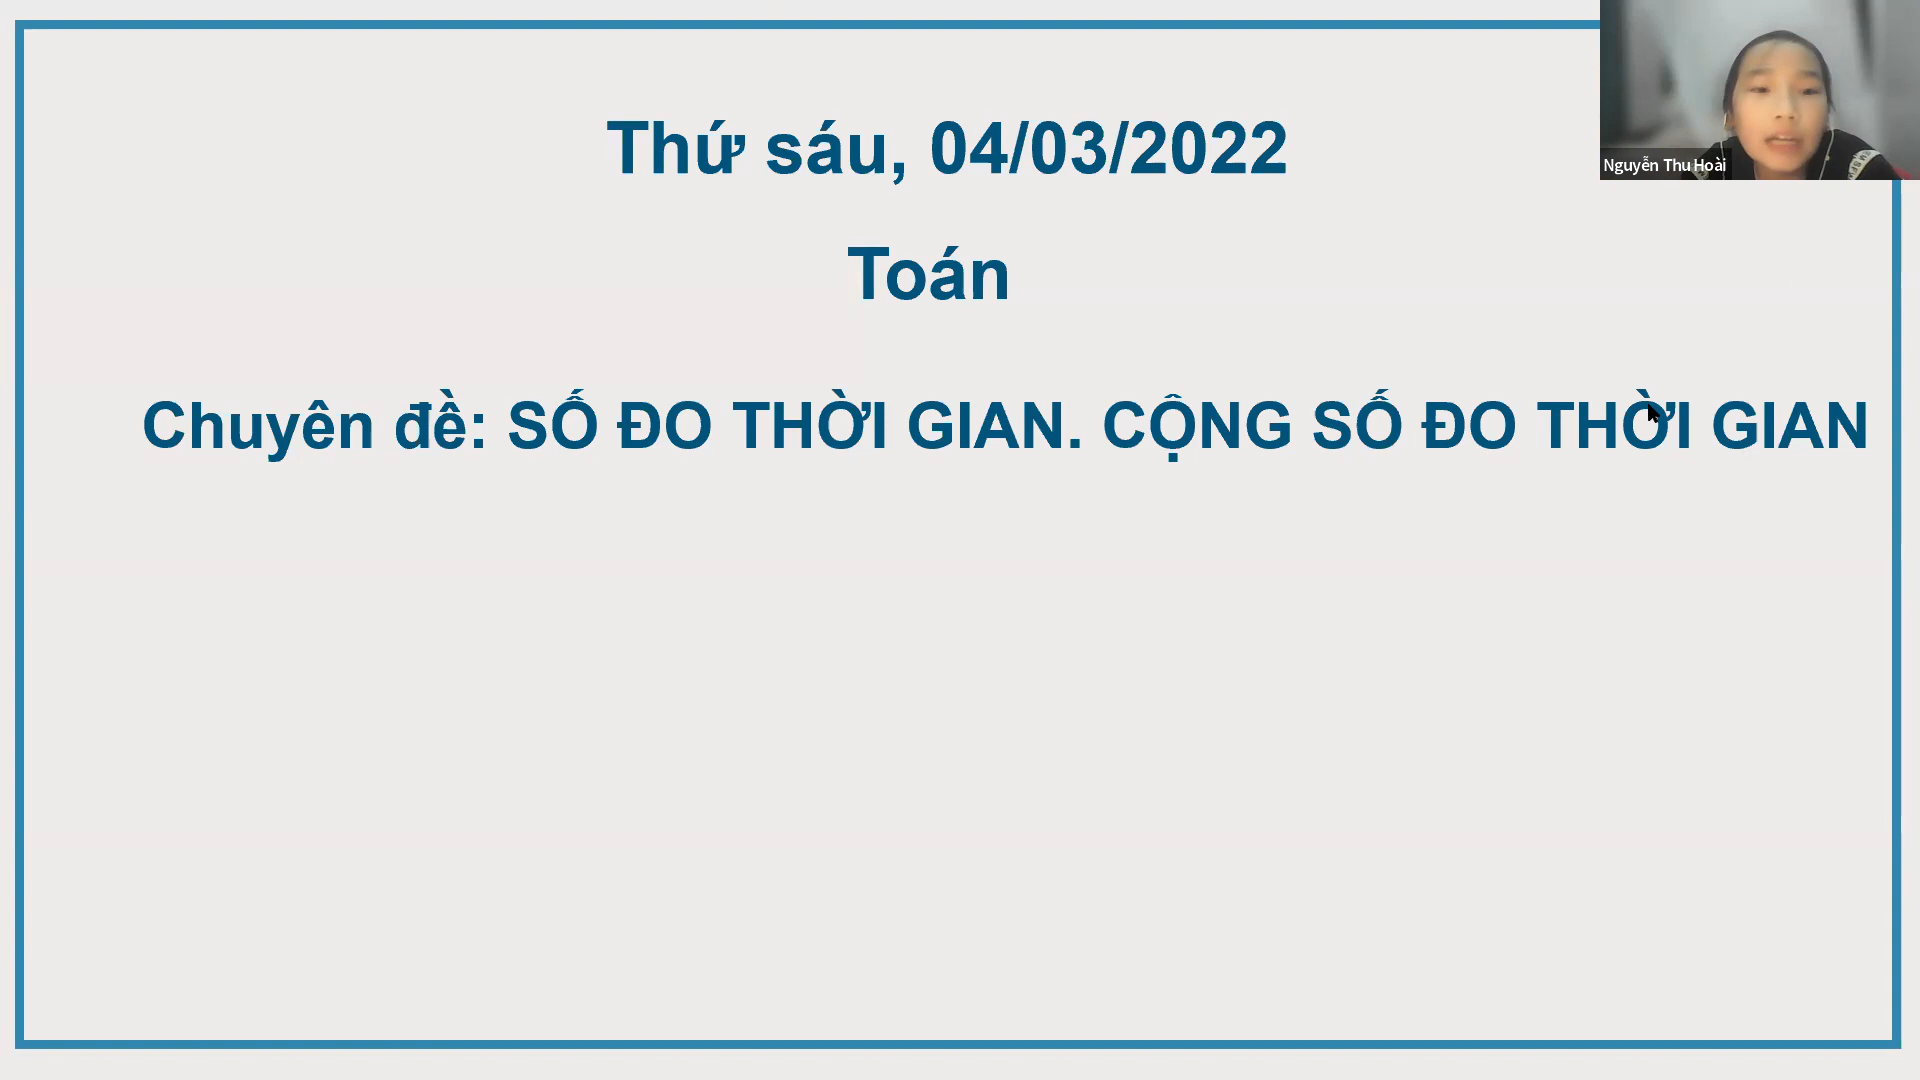 Thứ sáu, 04/03/2022
Nguyễn Thu Hoài
Toán
Chuyên đề: SỐ ĐO THỜI GIAN. CỘNG SỐ ĐO THỜI GIAN